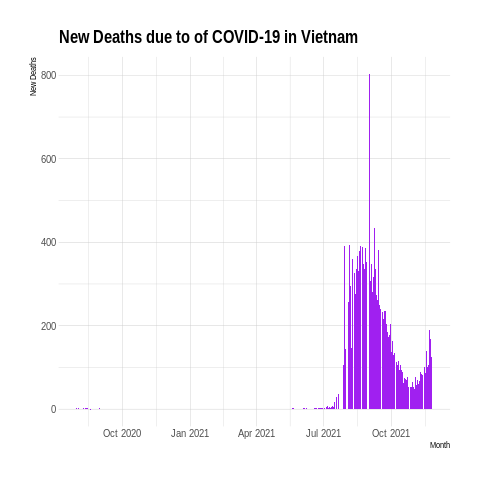 New Deaths due to of COVID-19 in Vietnam
New Deaths
800
600
400
200
0
Oct 2020
Jan 2021
Apr 2021
Jul 2021
Oct 2021
Month